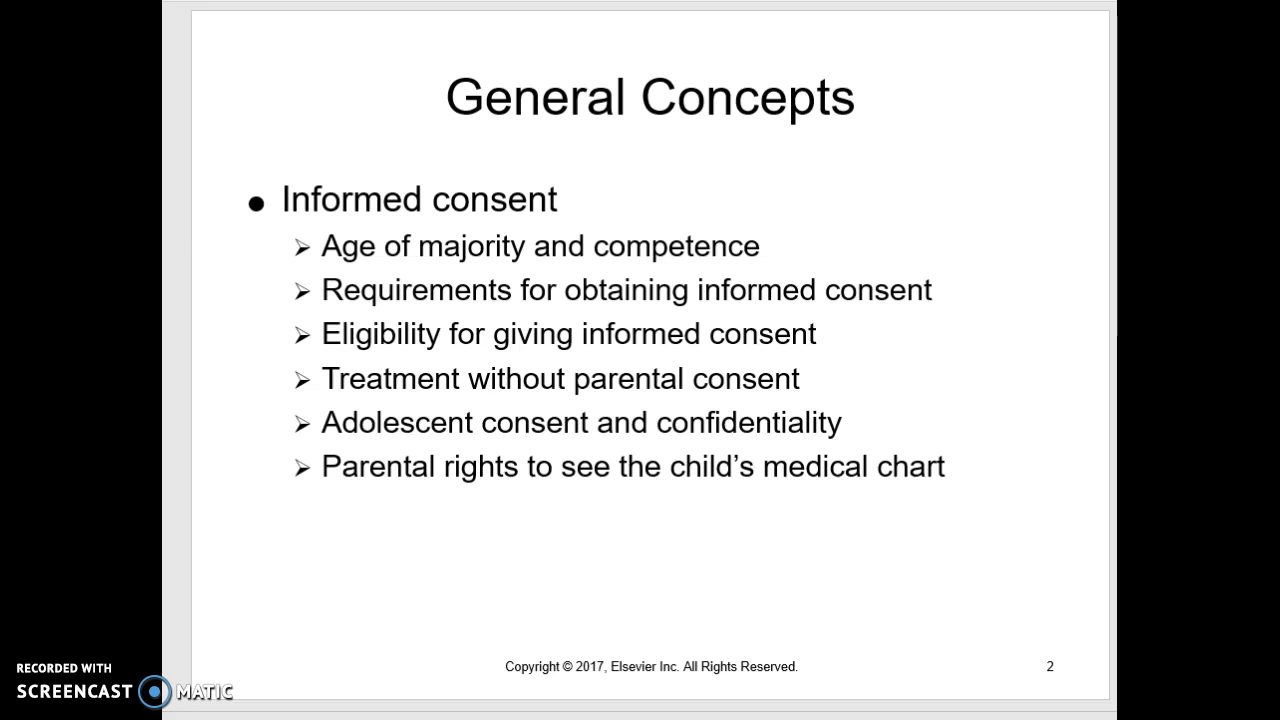 General Concepts
● Informed consent
➢ Age of majority and competence
➢ Requirements for obtaining informed consent
➢ Eligibility for giving informed consent
➢ Treatment without parental consent
➢ Adolescent consent and confidentiality
➢ Parental rights to see the child’s medical chart
Copyright © 2017, Elsevier Inc. All Rights Reserved. 2
RECORDED WITH
SCREENCAST MATIC